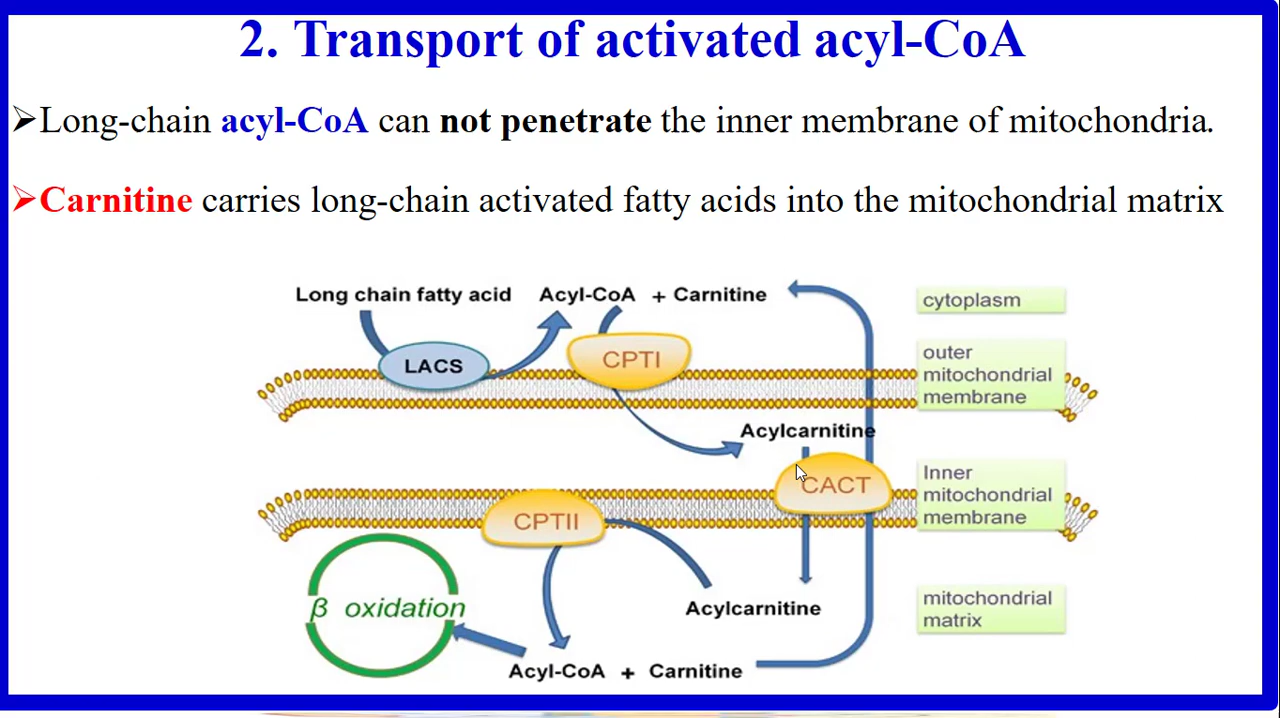 2. Transport of activated acyl-CoA
➢Long-chain acyl-CoA can not penetrate the inner membrane of mitochondria.
➢Carnitine carries long-chain activated fatty acids into the mitochondrial matrix
Long chain fatty acid
Acyl-CoA + Carnitine
cytoplasm
LACS
CPTI
outer
mitochondrial
membrane
Acylcarnitine
CACT
Inner
mitochondrial
membrane
CPTII
β oxidation
Acylcarnitine
mitochondrial
matrix
Acyl-CoA + Carnitine